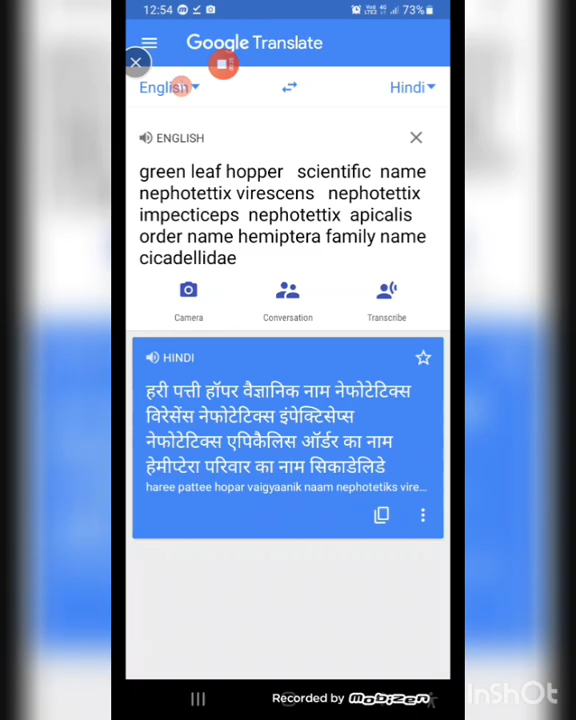 12:54 73%
Google Translate
English Hindi
ENGLISH
green leaf hopper scientific name
nephotettix virescens nephotettix
impecticeps nephotettix apicalis
order name hemiptera family name
cicadellidae
Camera Conversation Transcribe
HINDI
हरी पत्ती हॉपर वैज्ञानिक नाम नेफोटेटिक्स
विरेसेंस नेफोटेटिक्स इंपेक्टिसेप्स
नेफोटेटिक्स एपिकैलिस ऑर्डर का नाम
हेमीप्टेरा परिवार का नाम सिकाडेलिडे
haree pattee hopar vaigyaanik naam nephotetiks vire...
Recorded by MOBIZEN InShOt